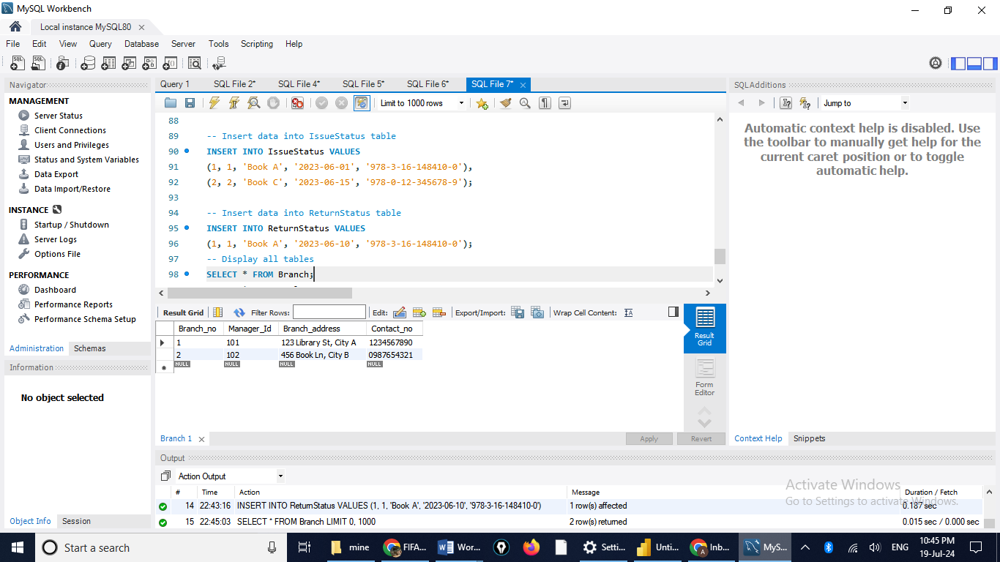 MySQL Workbench
Local instance MySQL80
File Edit View Query Database Server Tools Scripting Help
Navigator
MANAGEMENT
Server Status
Client Connections
Users and Privileges
Status and System Variables
Data Export
Data Import/Restore
INSTANCE
Startup / Shutdown
Server Logs
Options File
PERFORMANCE
Dashboard
Performance Reports
Performance Schema Setup
Administration Schemas
Information
No object selected
Object Info Session
Query 1 SQL File 2* SQL File 4* SQL File 5* SQL File 6* SQL File 7*
Limit to 1000 rows
88
89 -- Insert data into IssueStatus table
90 INSERT INTO IssueStatus VALUES
91 (1, 1, 'Book A', '2023-06-01', '978-3-16-148410-0'),
92 (2, 2, 'Book C', '2023-06-15', '978-0-12-345678-9');
93
94 -- Insert data into ReturnStatus table
95 INSERT INTO ReturnStatus VALUES
96 (1, 1, 'Book A', '2023-06-10', '978-3-16-148410-0');
97 -- Display all tables
98 SELECT * FROM Branch;
Result Grid Filter Rows: Edit: Export/Import: Wrap Cell Content:
Branch_no Manager_Id Branch_address Contact_no
1 101 123 Library St, City A 1234567890
2 102 456 Book Ln, City B 0987654321
NULL NULL NULL NULL
Result Grid
Form Editor
Branch 1
Apply Revert
SQLAdditions
Jump to
Automatic context help is disabled. Use
the toolbar to manually get help for the
current caret position or to toggle
automatic help.
Context Help Snippets
Output
Action Output
# Time Action Message Duration / Fetch
14 22:43:16 INSERT INTO ReturnStatus VALUES (1, 1, 'Book A', '2023-06-10', '978-3-16-148410-0') 1 row(s) affected 0.187 sec
15 22:45:03 SELECT * FROM Branch LIMIT 0, 1000 2 row(s) returned 0.015 sec / 0.000 sec
Activate Windows
Go to Settings to activate Windows.
Start a search
mine
FIFA...
Wor...
Setti...
Unti...
Inb...
MyS...
ENG
10:45 PM
19-Jul-24